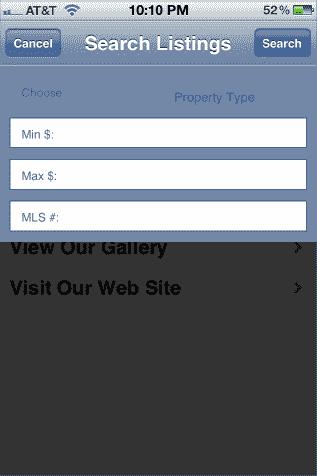 AT&T 10:10 PM 52%
Cancel Search Listings Search
Choose Property Type
Min $:
Max $:
MLS #:
View Our Gallery
Visit Our Web Site